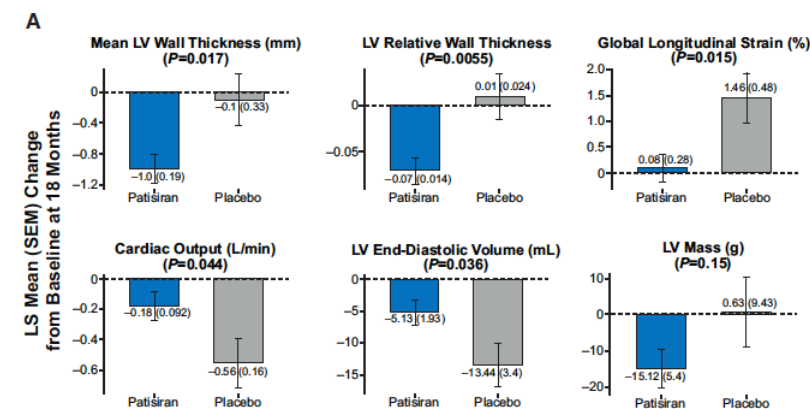 A
LS Mean (SEM) Change
from Baseline at 18 Months
Mean LV Wall Thickness (mm)
(P=0.017)
0
−0.4
−0.8
−1.2
−1.0 (0.19)
−0.1 (0.33)
Patisiran
Placebo
LV Relative Wall Thickness
(P=0.0055)
0
−0.05
−0.07 (0.014)
0.01 (0.024)
Patisiran
Placebo
Global Longitudinal Strain (%)
(P=0.015)
2.0
1.5
1.0
0.5
0
0.08 (0.28)
1.46 (0.48)
Patisiran
Placebo
Cardiac Output (L/min)
(P=0.044)
0
−0.2
−0.4
−0.6
−0.18 (0.092)
−0.56 (0.16)
Patisiran
Placebo
LV End-Diastolic Volume (mL)
(P=0.036)
0
−5
−10
−15
−5.13 (1.93)
−13.44 (3.4)
Patisiran
Placebo
LV Mass (g)
(P=0.15)
10
0
−10
−20
−15.12 (5.4)
0.63 (9.43)
Patisiran
Placebo